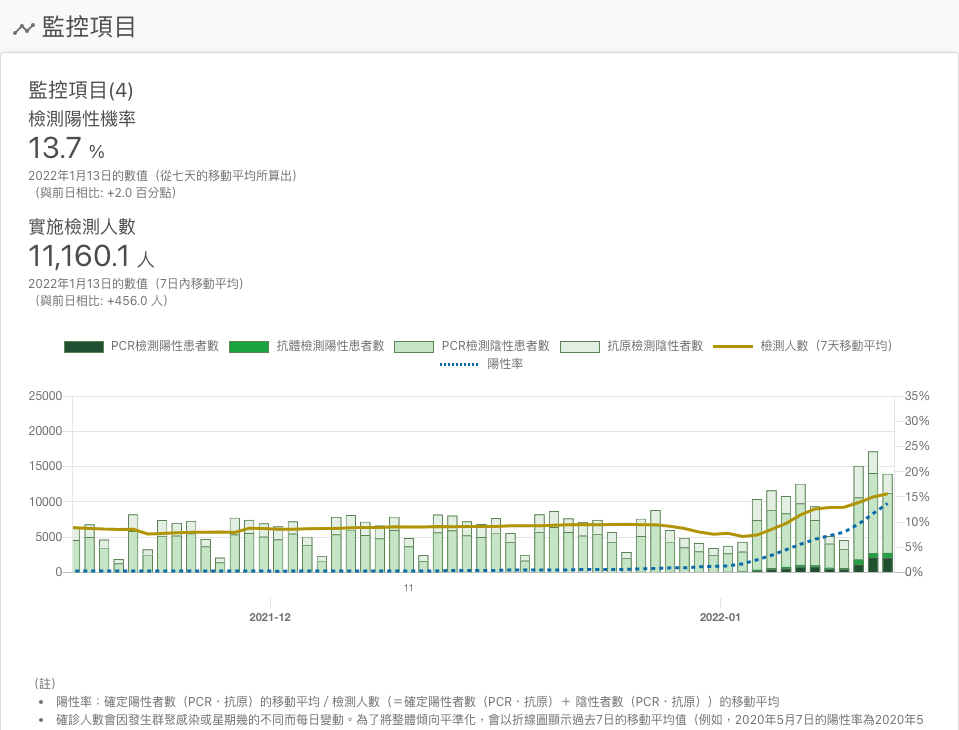 監控項目
監控項目(4)
檢測陽性機率
13.7 %
2022年1月13日的數值（從七天的移動平均所算出）
（與前日相比: +2.0 百分點）
實施檢測人數
11,160.1 人
2022年1月13日的數值（7日內移動平均）
（與前日相比: +456.0 人）
PCR檢測陽性患者數 抗體檢測陽性患者數 PCR檢測陰性患者數 抗原檢測陰性者數 檢測人數（7天移動平均）
陽性率
25000 35%
30%
20000
25%
15000 20%
15%
10000
10%
5000
5%
0 0%
11
2021-12 2022-01
（註）
• 陽性率：確定陽性者數（PCR・抗原）的移動平均 / 檢測人數（＝確定陽性者數（PCR・抗原）＋ 陰性者數（PCR・抗原））的移動平均
• 確診人數會因發生群聚感染或星期幾的不同而每日變動。為了將整體傾向平準化，會以折線圖顯示過去7日的移動平均值（例如，2020年5月7日的陽性率為2020年5